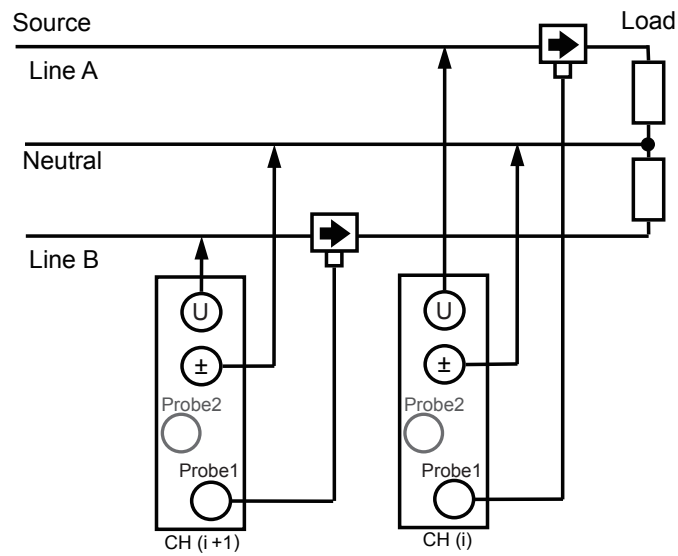 Source
Load
Line A
Neutral
Line B
U
U
±
±
Probe2
Probe2
Probe1
Probe1
CH (i +1)
CH (i)